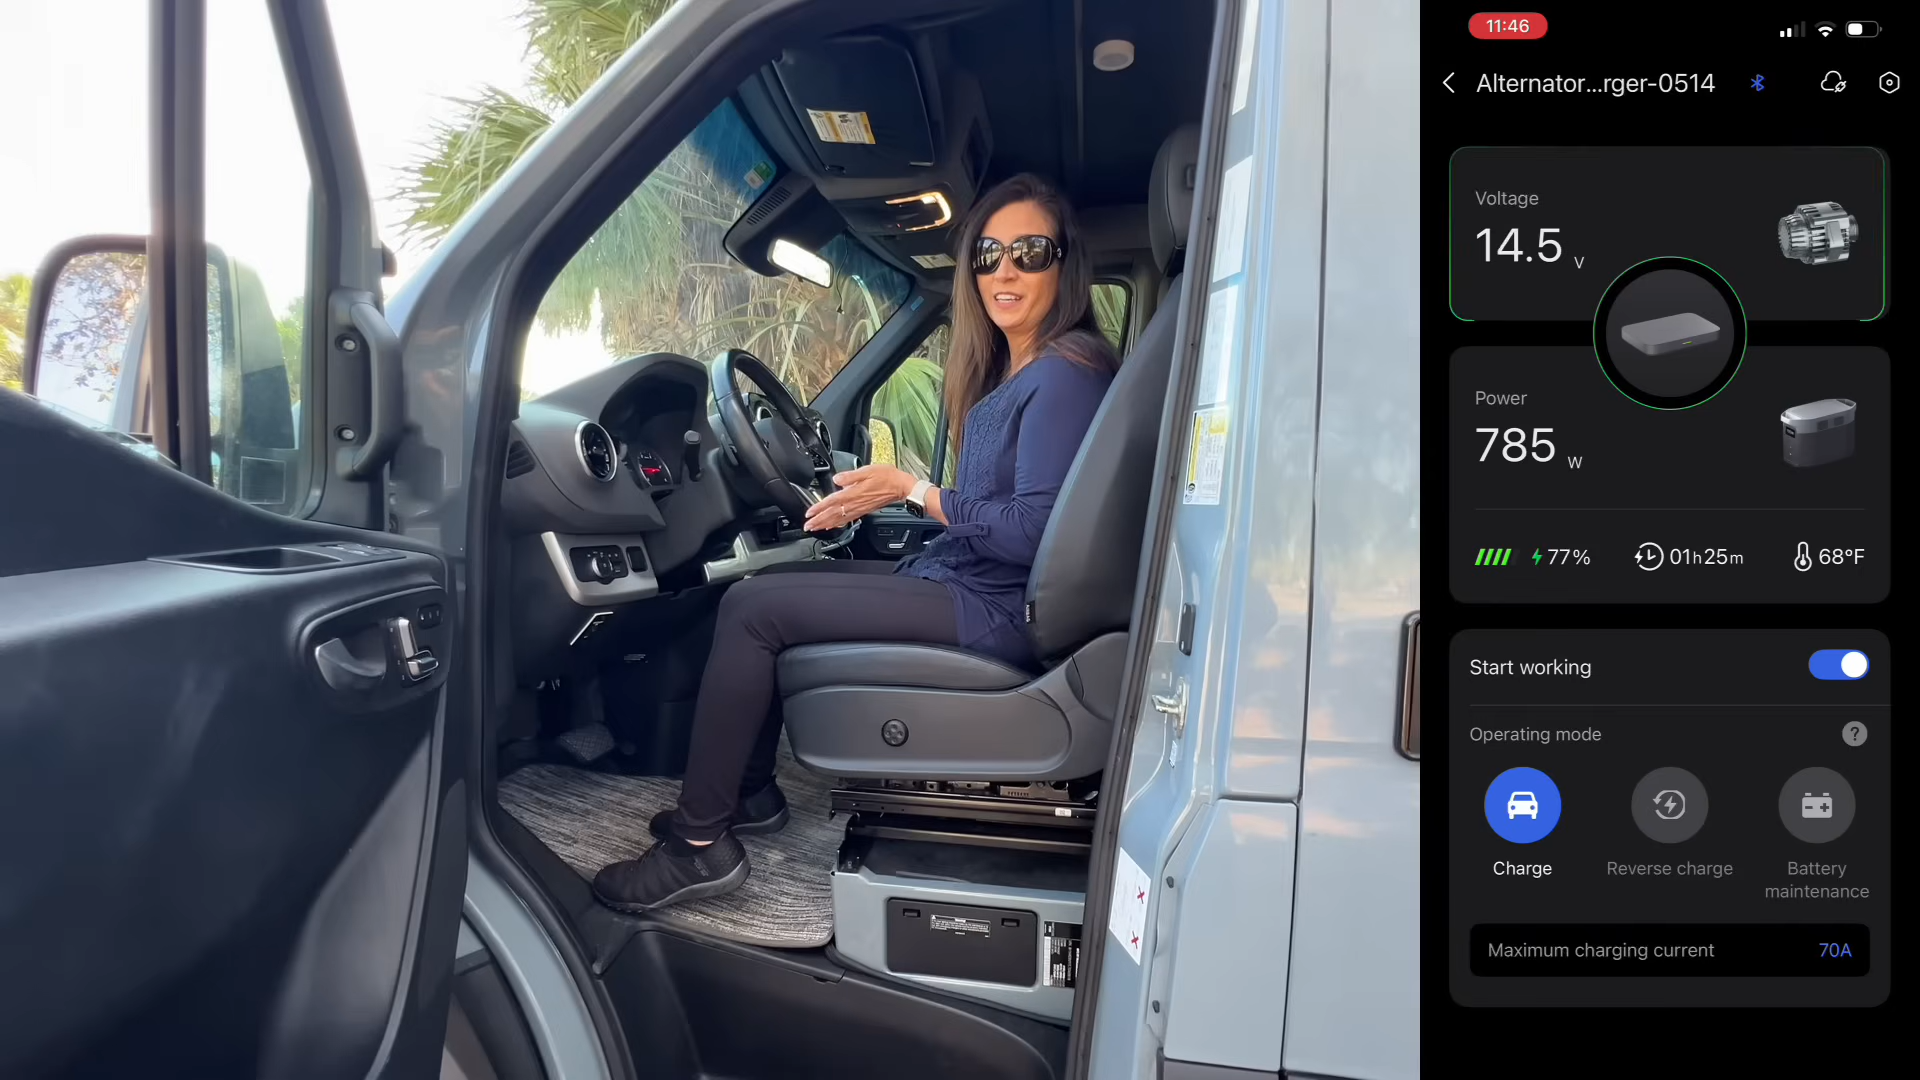 11:46
Alternator...rger-0514
Voltage
14.5 V
Power
785 W
77%
01h25m
68°F
Start working
Operating mode
?
Charge
Reverse charge
Battery
maintenance
Maximum charging current
70A
AIRBAG